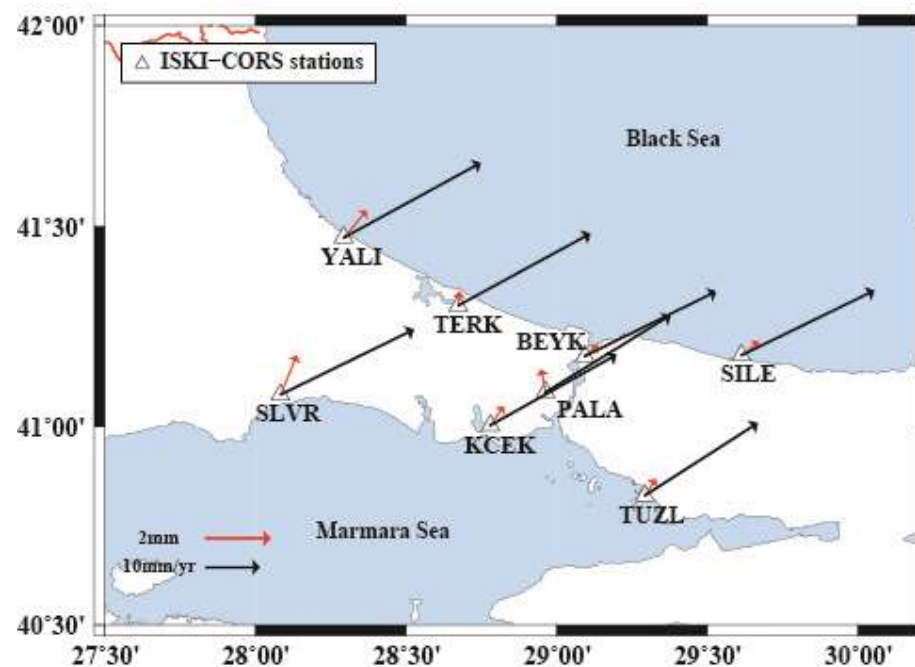 42°00'
△ ISKI−CORS stations
Black Sea
41°30'
YALI
TERK
BEYK
SILE
SLVR
PALA
41°00'
KCEK
TUZL
Marmara Sea
2mm
10mm/yr
40°30'
27°30' 28°00' 28°30' 29°00' 29°30' 30°00'